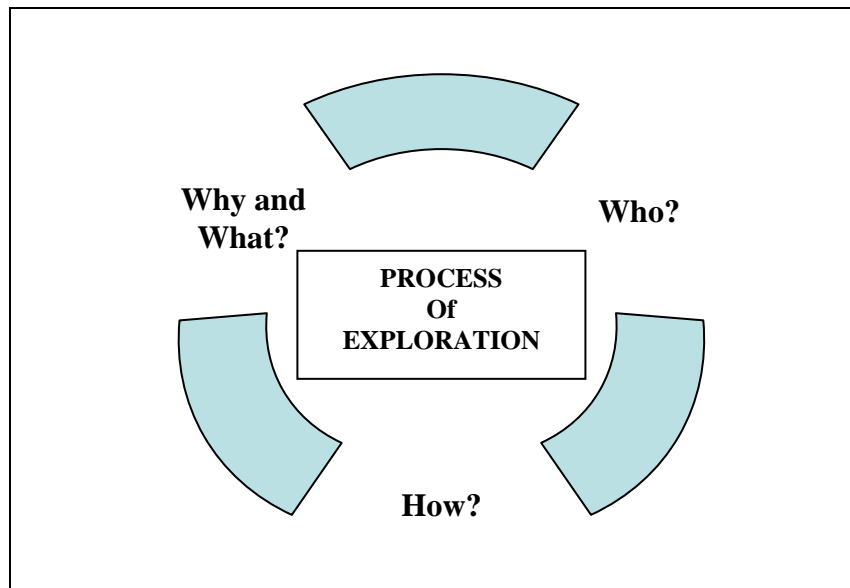 Why and
What?
Who?
PROCESS
Of
EXPLORATION
How?